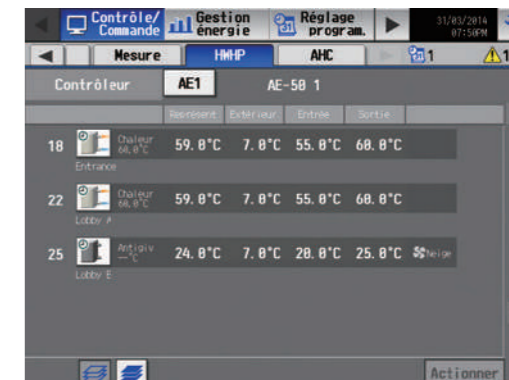 Contrôle/ Commande
Gestion énergie
Réglage program.
31/03/2014 07:50PM
Mesure HWHP AHC 1 1
Contrôleur AE1 AE-50 1
Représent Extérieur Entrée Sortie
18 Chaleur 60.0°C 59.0°C 7.0°C 55.0°C 60.0°C
Entrance
22 Chaleur 60.0°C 59.0°C 7.0°C 55.0°C 60.0°C
Lobby A
25 Antigiv --°C 24.0°C 7.0°C 20.0°C 25.0°C Neige
Lobby B
Actionner